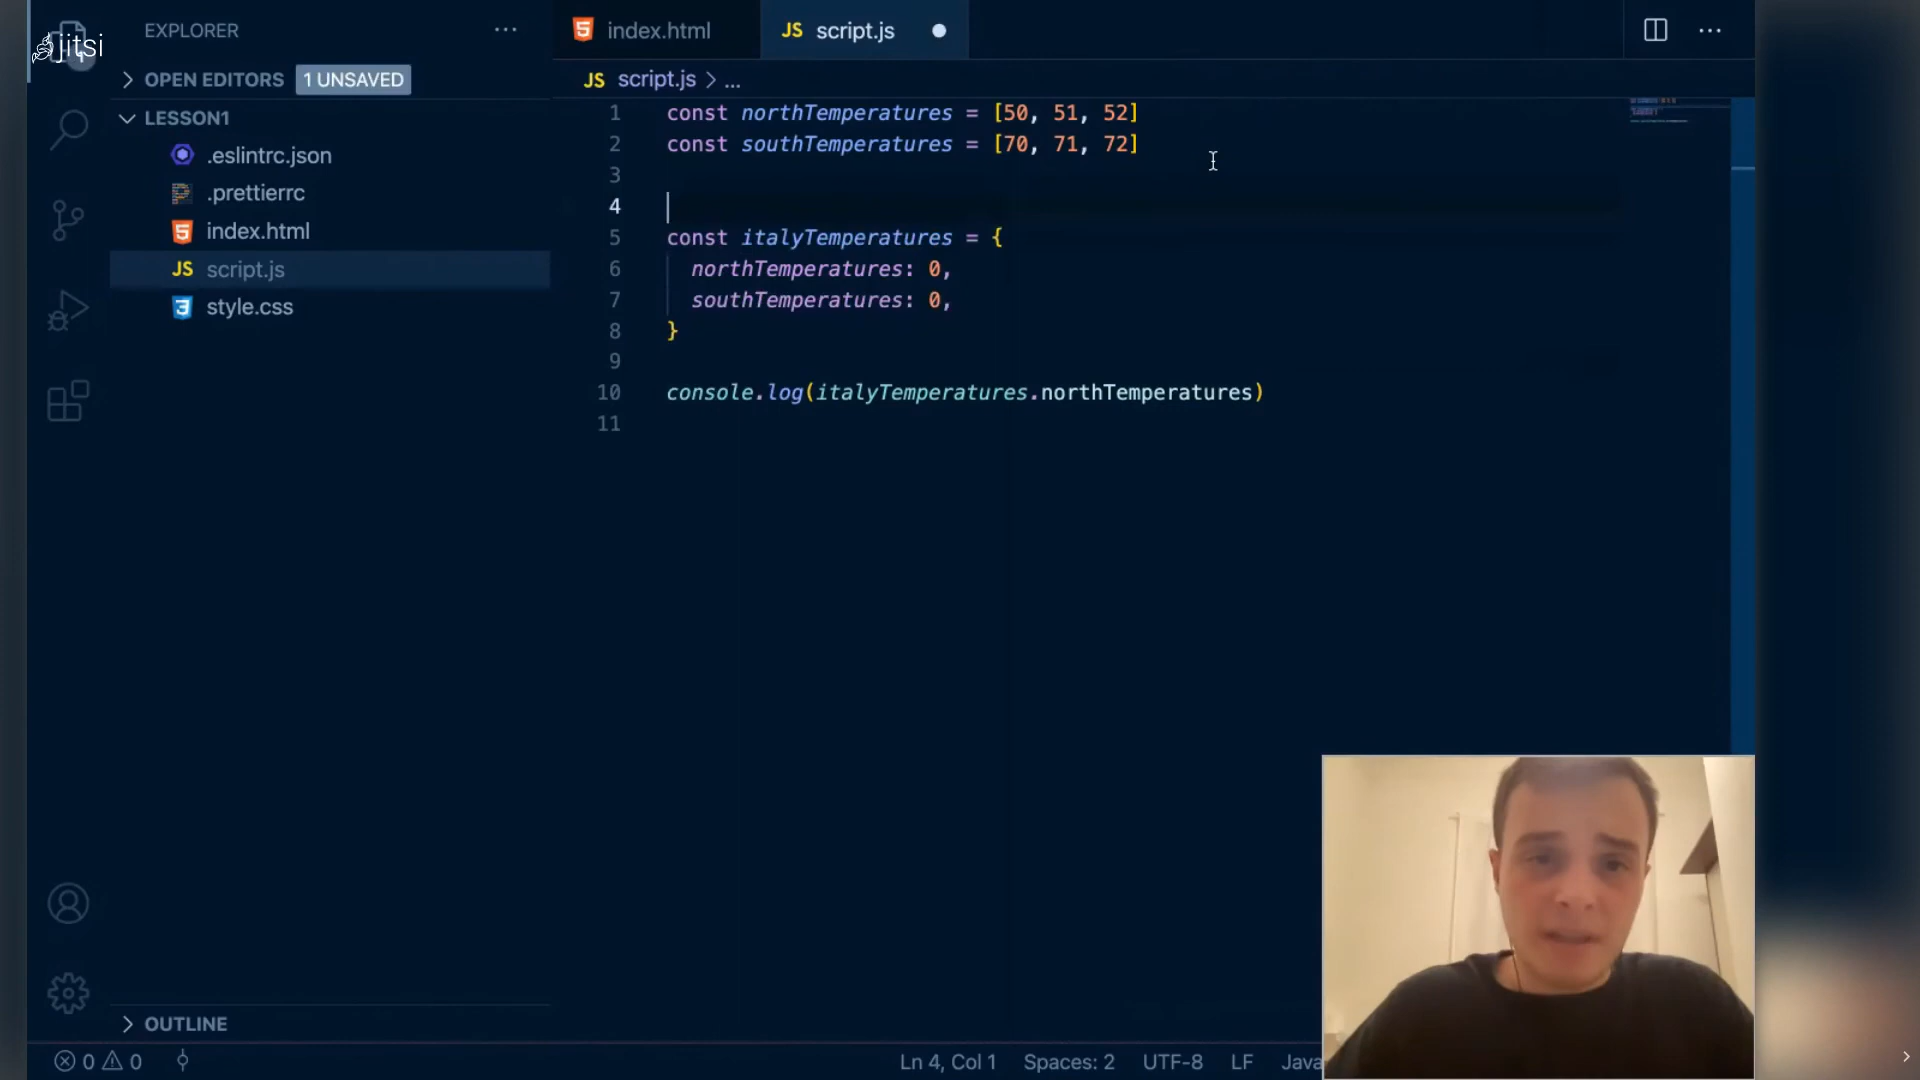 jitsi
EXPLORER
index.html
JS script.js
OPEN EDITORS 1 UNSAVED
JS script.js > ...
LESSON1
.eslintrc.json
.prettierrc
index.html
JS script.js
style.css
1 const northTemperatures = [50, 51, 52]
2 const southTemperatures = [70, 71, 72]
3
4
5 const italyTemperatures = {
6 northTemperatures: 0,
7 southTemperatures: 0,
8 }
9
10 console.log(italyTemperatures.northTemperatures)
11
OUTLINE
0 0
Ln 4, Col 1 Spaces: 2 UTF-8 LF Java